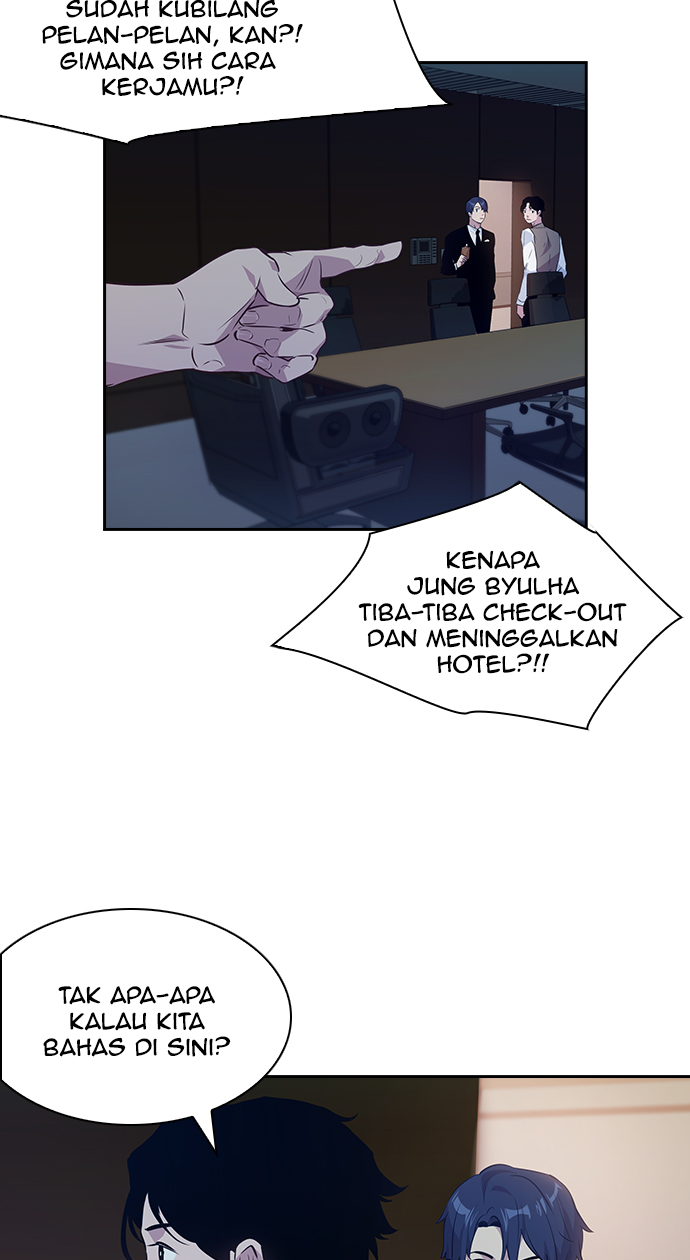 SUDAH KUBILANG
PELAN-PELAN, KAN?!
GIMANA SIH CARA
KERJAMU?!
KENAPA
JUNG BYULHA
TIBA-TIBA CHECK-OUT
DAN MENINGGALKAN
HOTEL?!!
TAK APA-APA
KALAU KITA
BAHAS DI SINI?